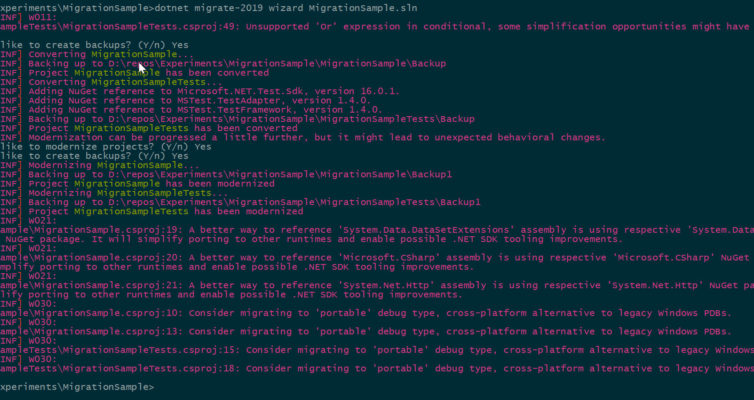 xperiments\MigrationSample>dotnet migrate-2019 wizard MigrationSample.sln
INF] W011:
ampleTests\MigrationSampleTests.csproj:49: Unsupported 'Or' expression in conditional, some simplification opportunities might have
like to create backups? (Y/n) Yes
INF] Converting MigrationSample...
INF] Backing up to D:\repos\Experiments\MigrationSample\MigrationSample\Backup
INF] Project MigrationSample has been converted
INF] Converting MigrationSampleTests...
INF] Adding NuGet reference to Microsoft.NET.Test.Sdk, version 16.0.1.
INF] Adding NuGet reference to MSTest.TestAdapter, version 1.4.0.
INF] Adding NuGet reference to MSTest.TestFramework, version 1.4.0.
INF] Backing up to D:\repos\Experiments\MigrationSample\MigrationSampleTests\Backup
INF] Project MigrationSampleTests has been converted
INF] Modernization can be progressed a little further, but it might lead to unexpected behavioral changes.
like to modernize projects? (Y/n) Yes
like to create backups? (Y/n) Yes
INF] Modernizing MigrationSample...
INF] Backing up to D:\repos\Experiments\MigrationSample\MigrationSample\Backup1
INF] Project MigrationSample has been modernized
INF] Modernizing MigrationSampleTests...
INF] Backing up to D:\repos\Experiments\MigrationSample\MigrationSampleTests\Backup1
INF] Project MigrationSampleTests has been modernized
INF] W021:
ample\MigrationSample.csproj:19: A better way to reference 'System.Data.DataSetExtensions' assembly is using respective 'System.Data
NuGet package. It will simplify porting to other runtimes and enable possible .NET SDK tooling improvements.
INF] W021:
ample\MigrationSample.csproj:20: A better way to reference 'Microsoft.CSharp' assembly is using respective 'Microsoft.CSharp' NuGet
mplify porting to other runtimes and enable possible .NET SDK tooling improvements.
INF] W021:
ample\MigrationSample.csproj:21: A better way to reference 'System.Net.Http' assembly is using respective 'System.Net.Http' NuGet pa
lify porting to other runtimes and enable possible .NET SDK tooling improvements.
INF] W030:
ample\MigrationSample.csproj:10: Consider migrating to 'portable' debug type, cross-platform alternative to legacy Windows PDBs.
INF] W030:
ample\MigrationSample.csproj:13: Consider migrating to 'portable' debug type, cross-platform alternative to legacy Windows PDBs.
INF] W030:
ampleTests\MigrationSampleTests.csproj:15: Consider migrating to 'portable' debug type, cross-platform alternative to legacy Windows
INF] W030:
ampleTests\MigrationSampleTests.csproj:18: Consider migrating to 'portable' debug type, cross-platform alternative to legacy Windows
xperiments\MigrationSample>